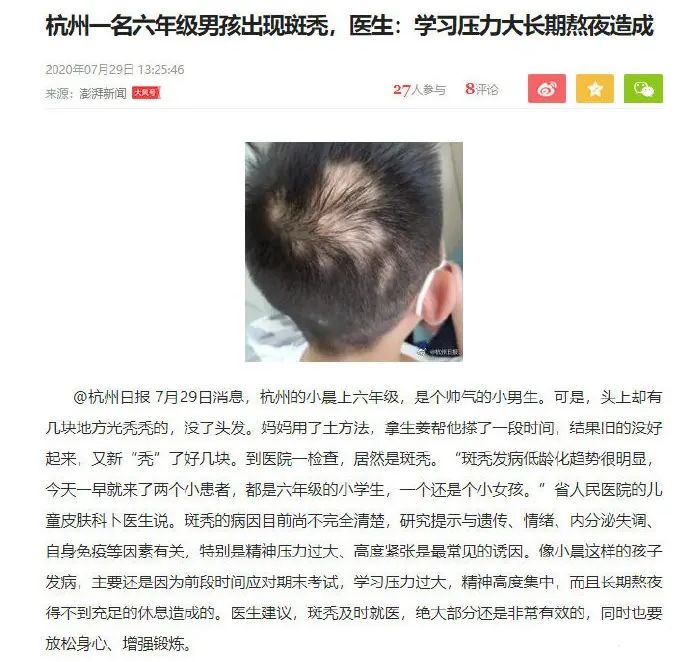 杭州一名六年级男孩出现斑秃，医生：学习压力大长期熬夜造成
2020年07月29日 13:25:46
来源：澎湃新闻 大风号
27人参与 8评论
@杭州日报
@杭州日报 7月29日消息，杭州的小晨上六年级，是个帅气的小男生。可是，头上却有
几块地方光秃秃的，没了头发。妈妈用了土方法，拿生姜帮他搽了一段时间，结果旧的没好
起来，又新“秃”了好几块。到医院一检查，居然是斑秃。“斑秃发病低龄化趋势很明显，
今天一早就来了两个小患者，都是六年级的小学生，一个还是个小女孩。”省人民医院的儿
童皮肤科卜医生说。斑秃的病因目前尚不完全清楚，研究提示与遗传、情绪、内分泌失调、
自身免疫等因素有关，特别是精神压力过大、高度紧张是最常见的诱因。像小晨这样的孩子
发病，主要还是因为前段时间应对期末考试，学习压力过大，精神高度集中，而且长期熬夜
得不到充足的休息造成的。医生建议，斑秃及时就医，绝大部分还是非常有效的，同时也要
放松身心、增强锻炼。